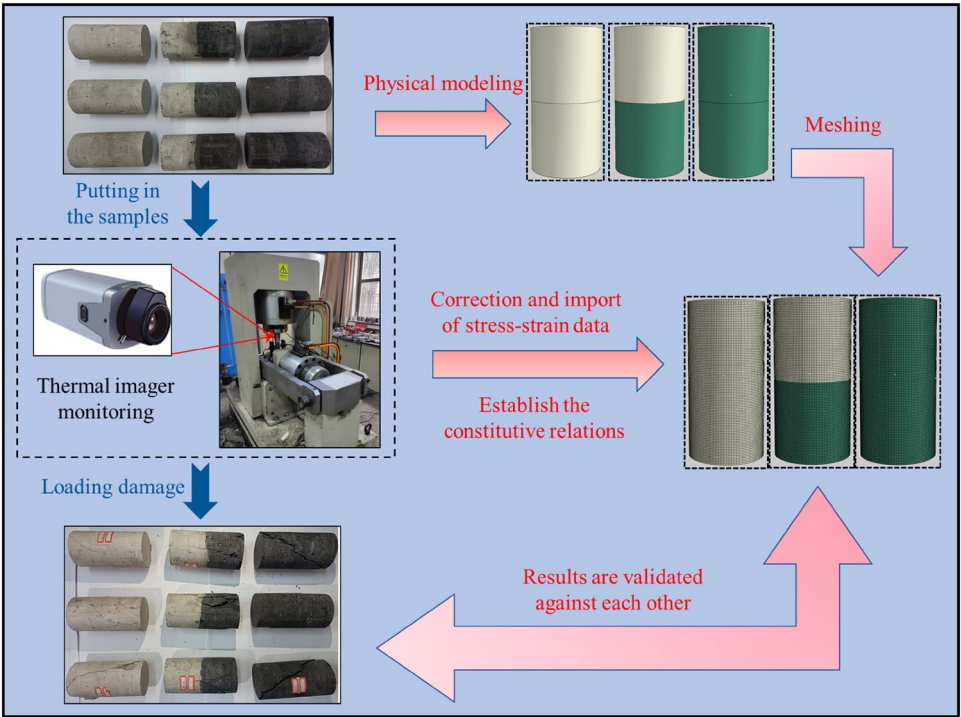 Physical modeling
Meshing
Putting in
the samples
Thermal imager
monitoring
Correction and import
of stress-strain data
Establish the
constitutive relations
Loading damage
Results are validated
against each other